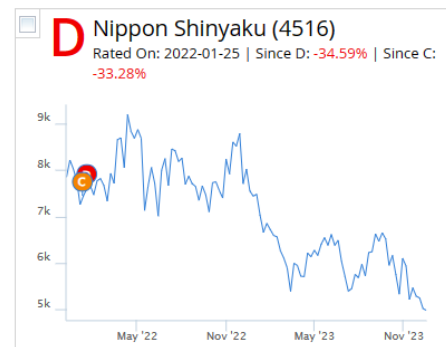 D Nippon Shinyaku (4516)
Rated On: 2022-01-25 | Since D: -34.59% | Since C:
-33.28%
9k
8k
C
7k
6k
5k
May '22 Nov '22 May '23 Nov '23